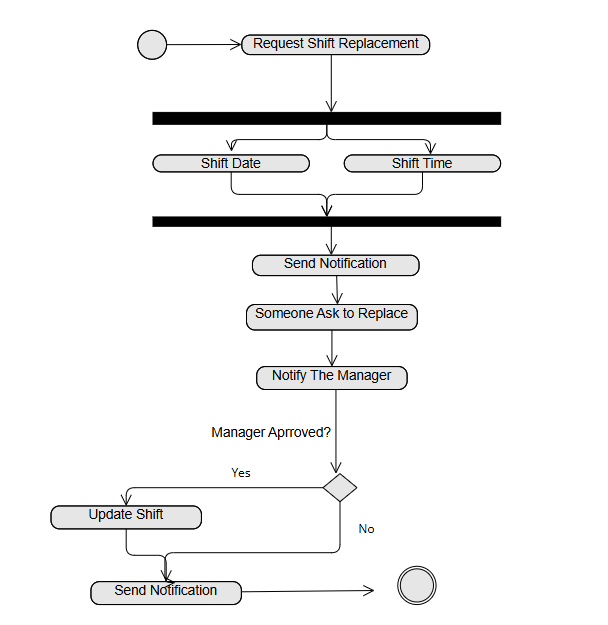 Request Shift Replacement
Shift Date
Shift Time
Send Notification
Someone Ask to Replace
Notify The Manager
Manager Aprroved?
Yes
Update Shift
No
Send Notification